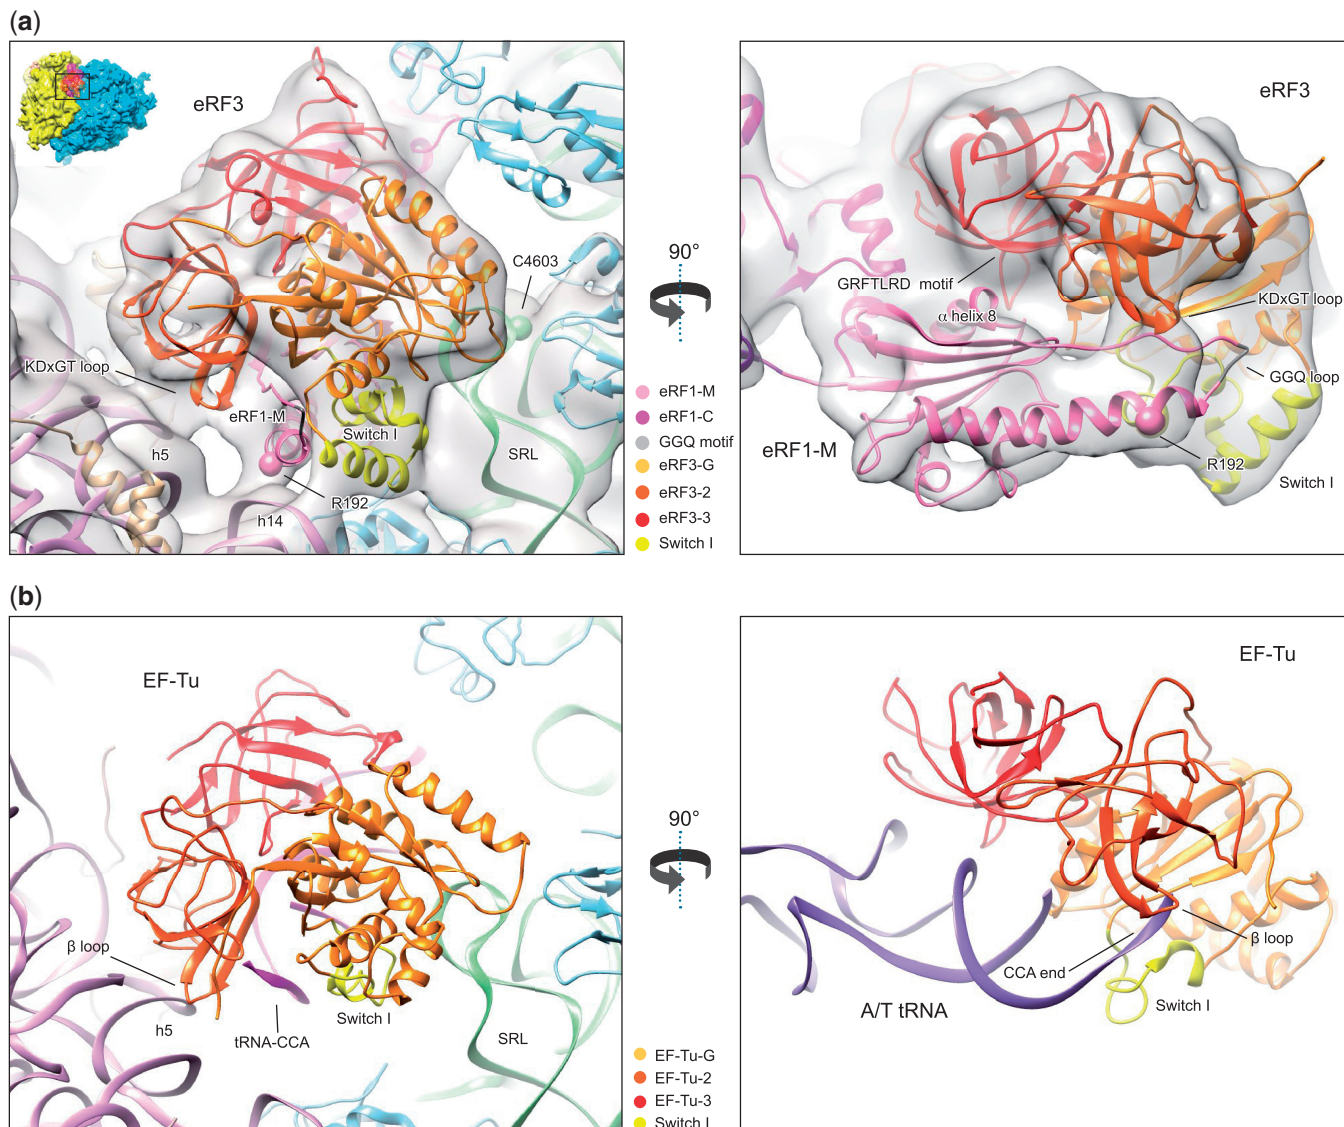 (a)
eRF3
C4603
KDxGT loop
eRF1-M
Switch I
h5
SRL
R192
h14
90°
eRF1-M
eRF1-C
GGQ motif
eRF3-G
eRF3-2
eRF3-3
Switch I
eRF3
GRFTLRD motif
α helix 8
KDxGT loop
GGQ loop
eRF1-M
R192
Switch I
(b)
EF-Tu
β loop
h5
tRNA-CCA
Switch I
SRL
90°
EF-Tu-G
EF-Tu-2
EF-Tu-3
Switch I
EF-Tu
β loop
CCA end
A/T tRNA
Switch I